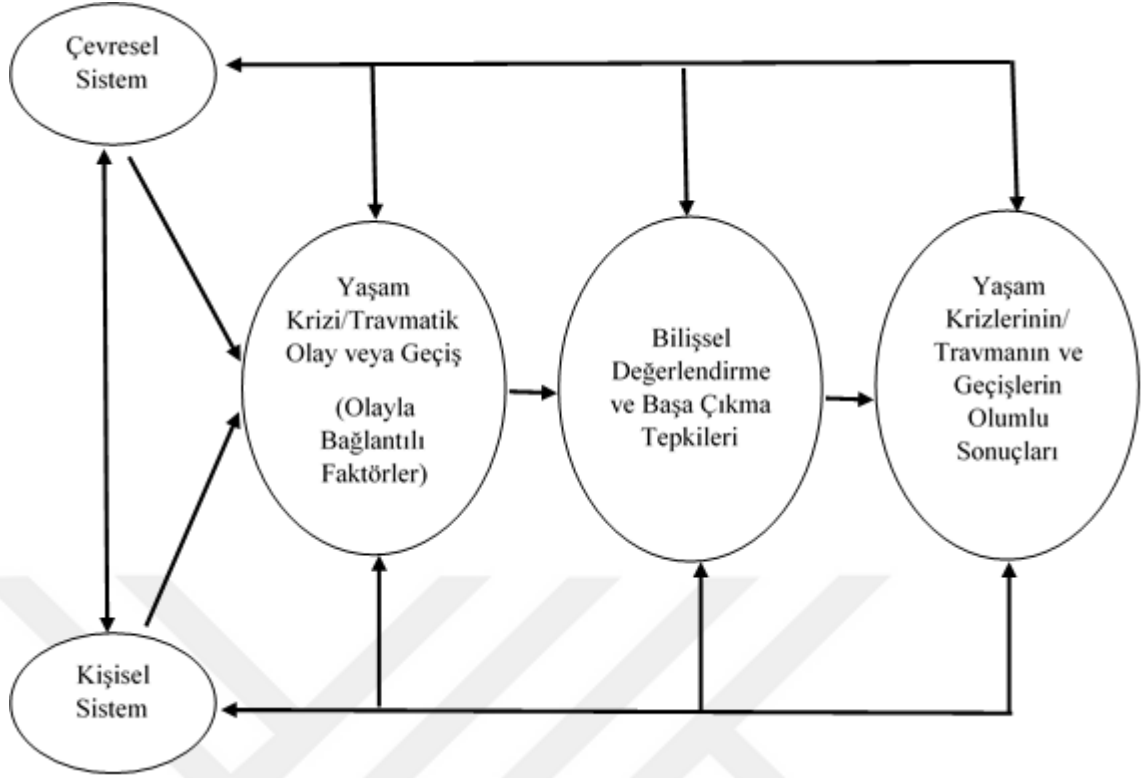 Çevresel
Sistem
Yaşam
Krizi/Travmatik
Olay veya Geçiş
(Olayla
Bağlantılı
Faktörler)
Bilişsel
Değerlendirme
ve Başa Çıkma
Tepkileri
Yaşam
Krizlerinin/
Travmanın ve
Geçişlerin
Olumlu
Sonuçları
Kişisel
Sistem